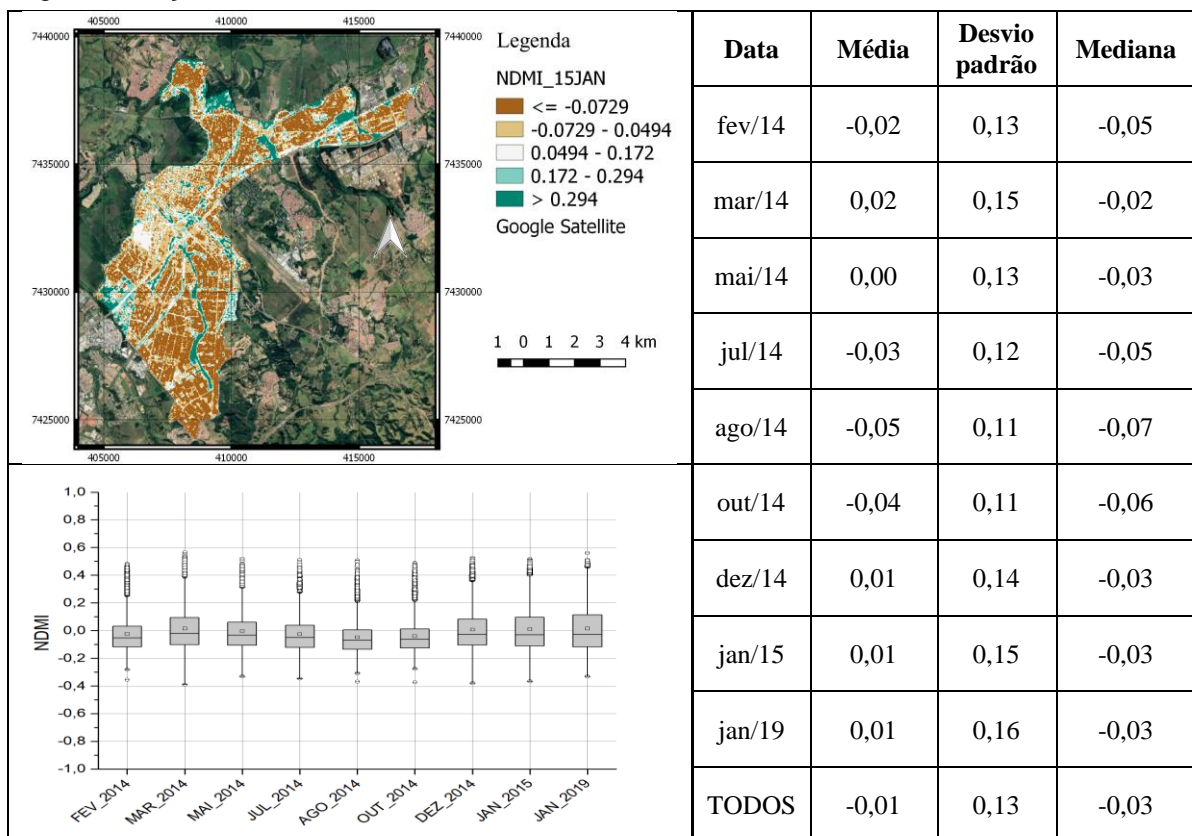 405000 410000 415000
7440000 7440000
7435000 7435000
7430000 7430000
7425000 7425000
405000 410000 415000
Legenda
NDMI_15JAN
<= -0.0729
-0.0729 - 0.0494
0.0494 - 0.172
0.172 - 0.294
> 0.294
Google Satellite
1 0 1 2 3 4 km
Data Média Desvio padrão Mediana
fev/14 -0,02 0,13 -0,05
mar/14 0,02 0,15 -0,02
mai/14 0,00 0,13 -0,03
jul/14 -0,03 0,12 -0,05
ago/14 -0,05 0,11 -0,07
out/14 -0,04 0,11 -0,06
dez/14 0,01 0,14 -0,03
jan/15 0,01 0,15 -0,03
jan/19 0,01 0,16 -0,03
TODOS -0,01 0,13 -0,03
NDMI
1,0
0,8
0,6
0,4
0,2
0,0
-0,2
-0,4
-0,6
-0,8
-1,0
FEV_2014
MAR_2014
MAI_2014
JUL_2014
AGO_2014
OUT_2014
DEZ_2014
JAN_2015
JAN_2019